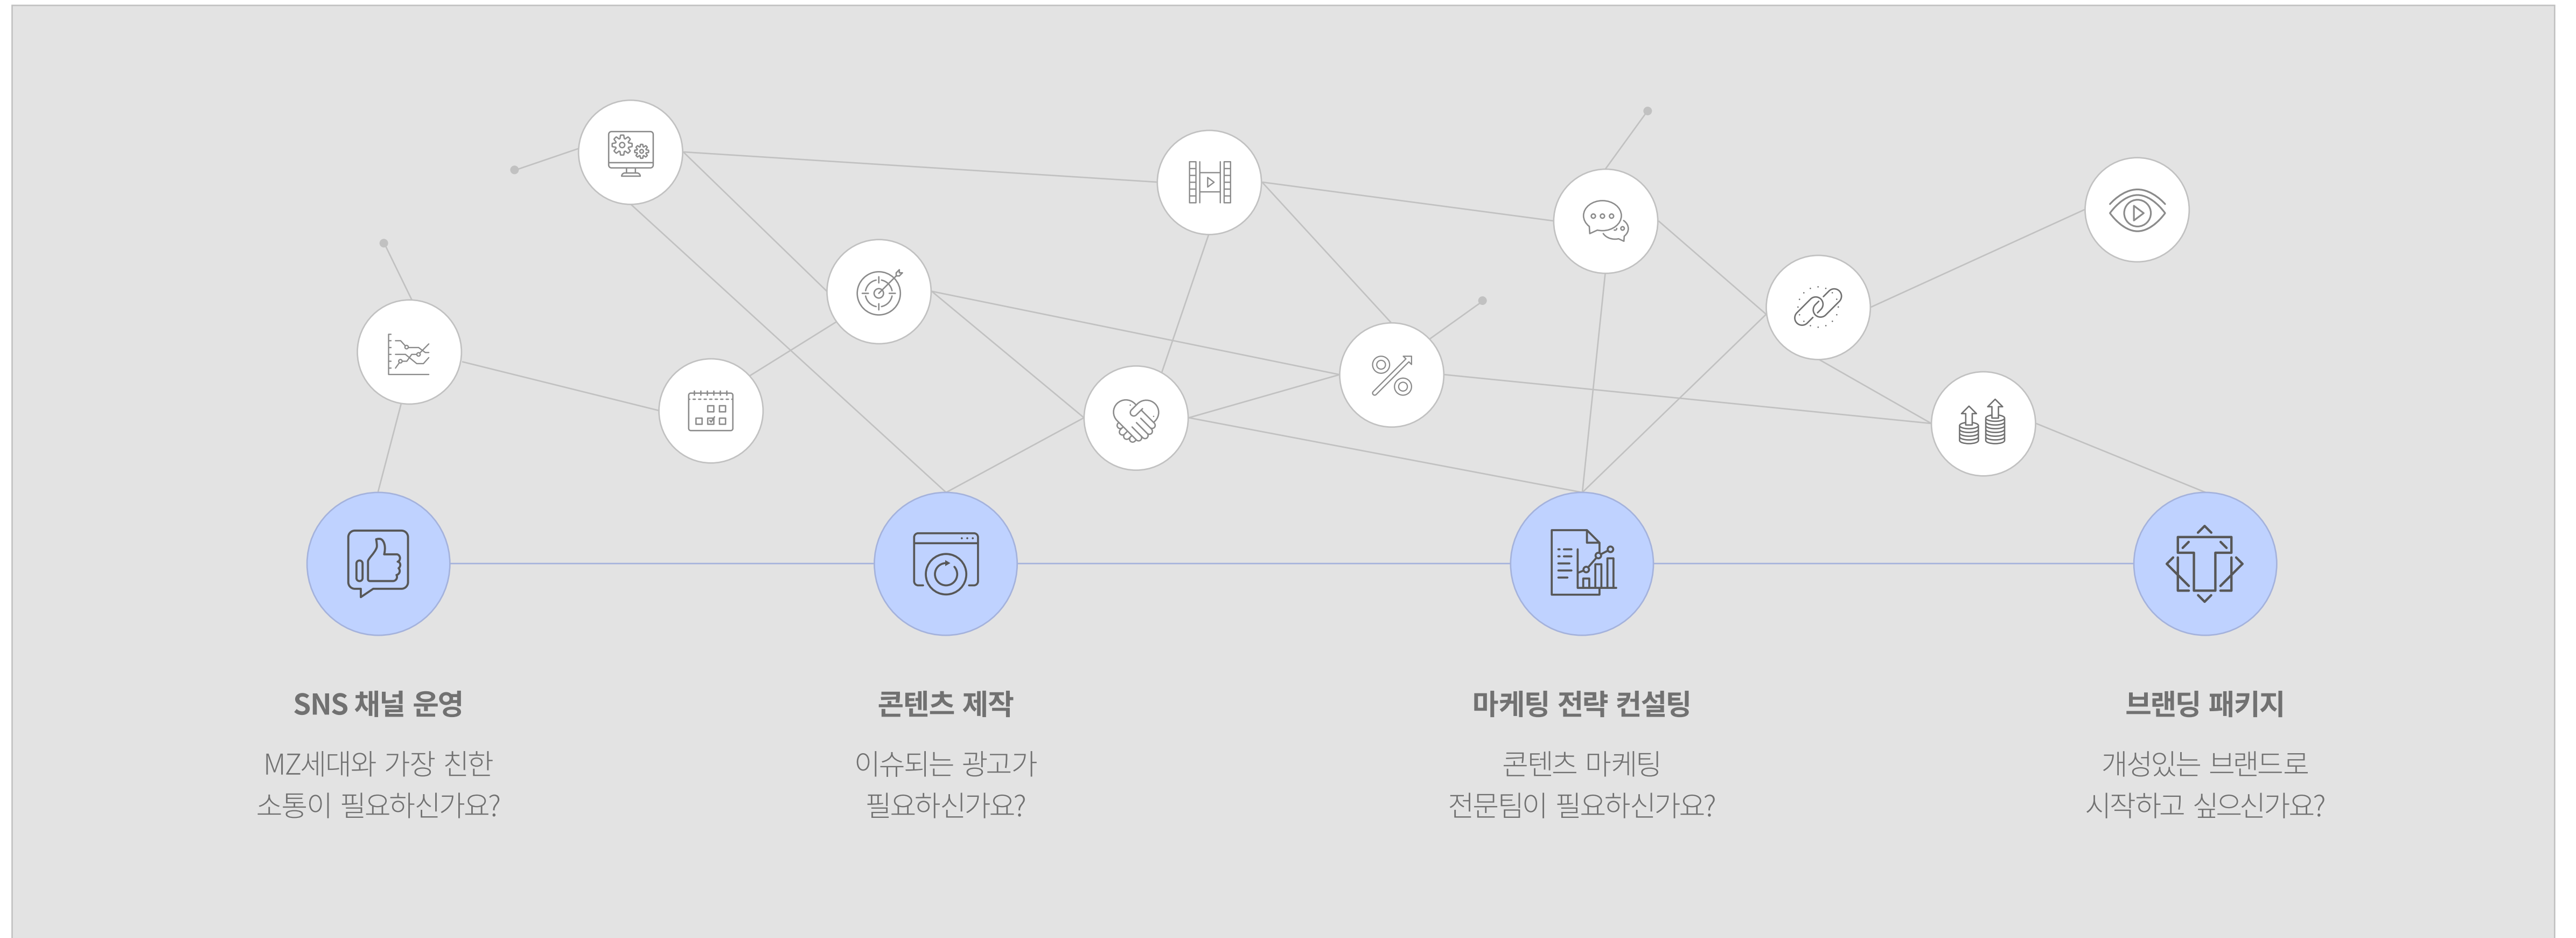 SNS 채널 운영
MZ세대와 가장 친한
소통이 필요하신가요?
콘텐츠 제작
이슈되는 광고가
필요하신가요?
마케팅 전략 컨설팅
콘텐츠 마케팅
전문팀이 필요하신가요?
브랜딩 패키지
개성있는 브랜드로
시작하고 싶으신가요?